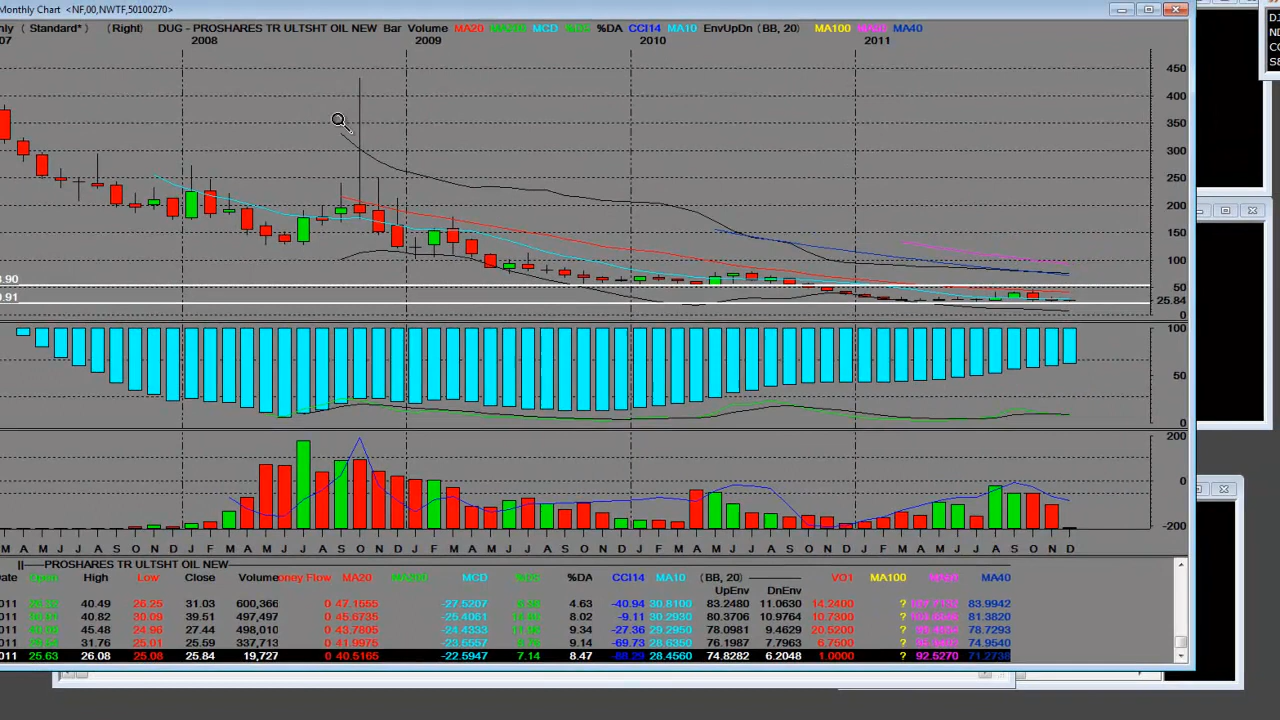 Monthly Chart <NF,00,NWTF,50100270>
(Standard*) (Right) DUG - PROSHARES TR ULTSHT OIL NEW Bar Volume MA20 MCD %DA CCI14 MA10 EnvUpDn (BB, 20) MA100 MA40
2008 2009 2010 2011
450
400
350
300
250
200
150
100
50
25.84
0
100
50
0
200
0
-200
M A M J J A S O N D J F M A M J J A S O N D J F M A M J J A S O N D J F M A M J J A S O N D J F M A M J J A S O N D
PROSHARES TR ULTSHT OIL NEW
Open High Low Close Volume MA20 MCD %DA CCI14 MA10 (BB, 20) VO1 MA100 MA40
UpEnv DnEnv
40.49 26.25 31.03 600,366 0 47.1555 -27.5207 4.63 -40.94 30.8100 83.2480 11.0630 14.2400 ? 83.9942
40.82 30.09 39.51 497,497 0 45.6735 -25.4061 8.02 -9.11 30.2930 80.3706 10.9764 10.7300 ? 81.3820
45.48 24.96 27.44 498,010 0 43.7805 -24.4333 9.34 -27.36 29.2950 78.0981 9.4629 20.5200 ? 78.7293
31.76 25.01 25.59 337,713 0 41.9975 -23.5557 9.14 -69.73 28.6350 76.1987 7.7963 6.7500 ? 74.9540
25.63 26.08 25.08 25.84 19,727 0 40.5165 -22.5947 7.14 8.47 28.4560 74.8282 6.2048 1.0000 ? 92.5270